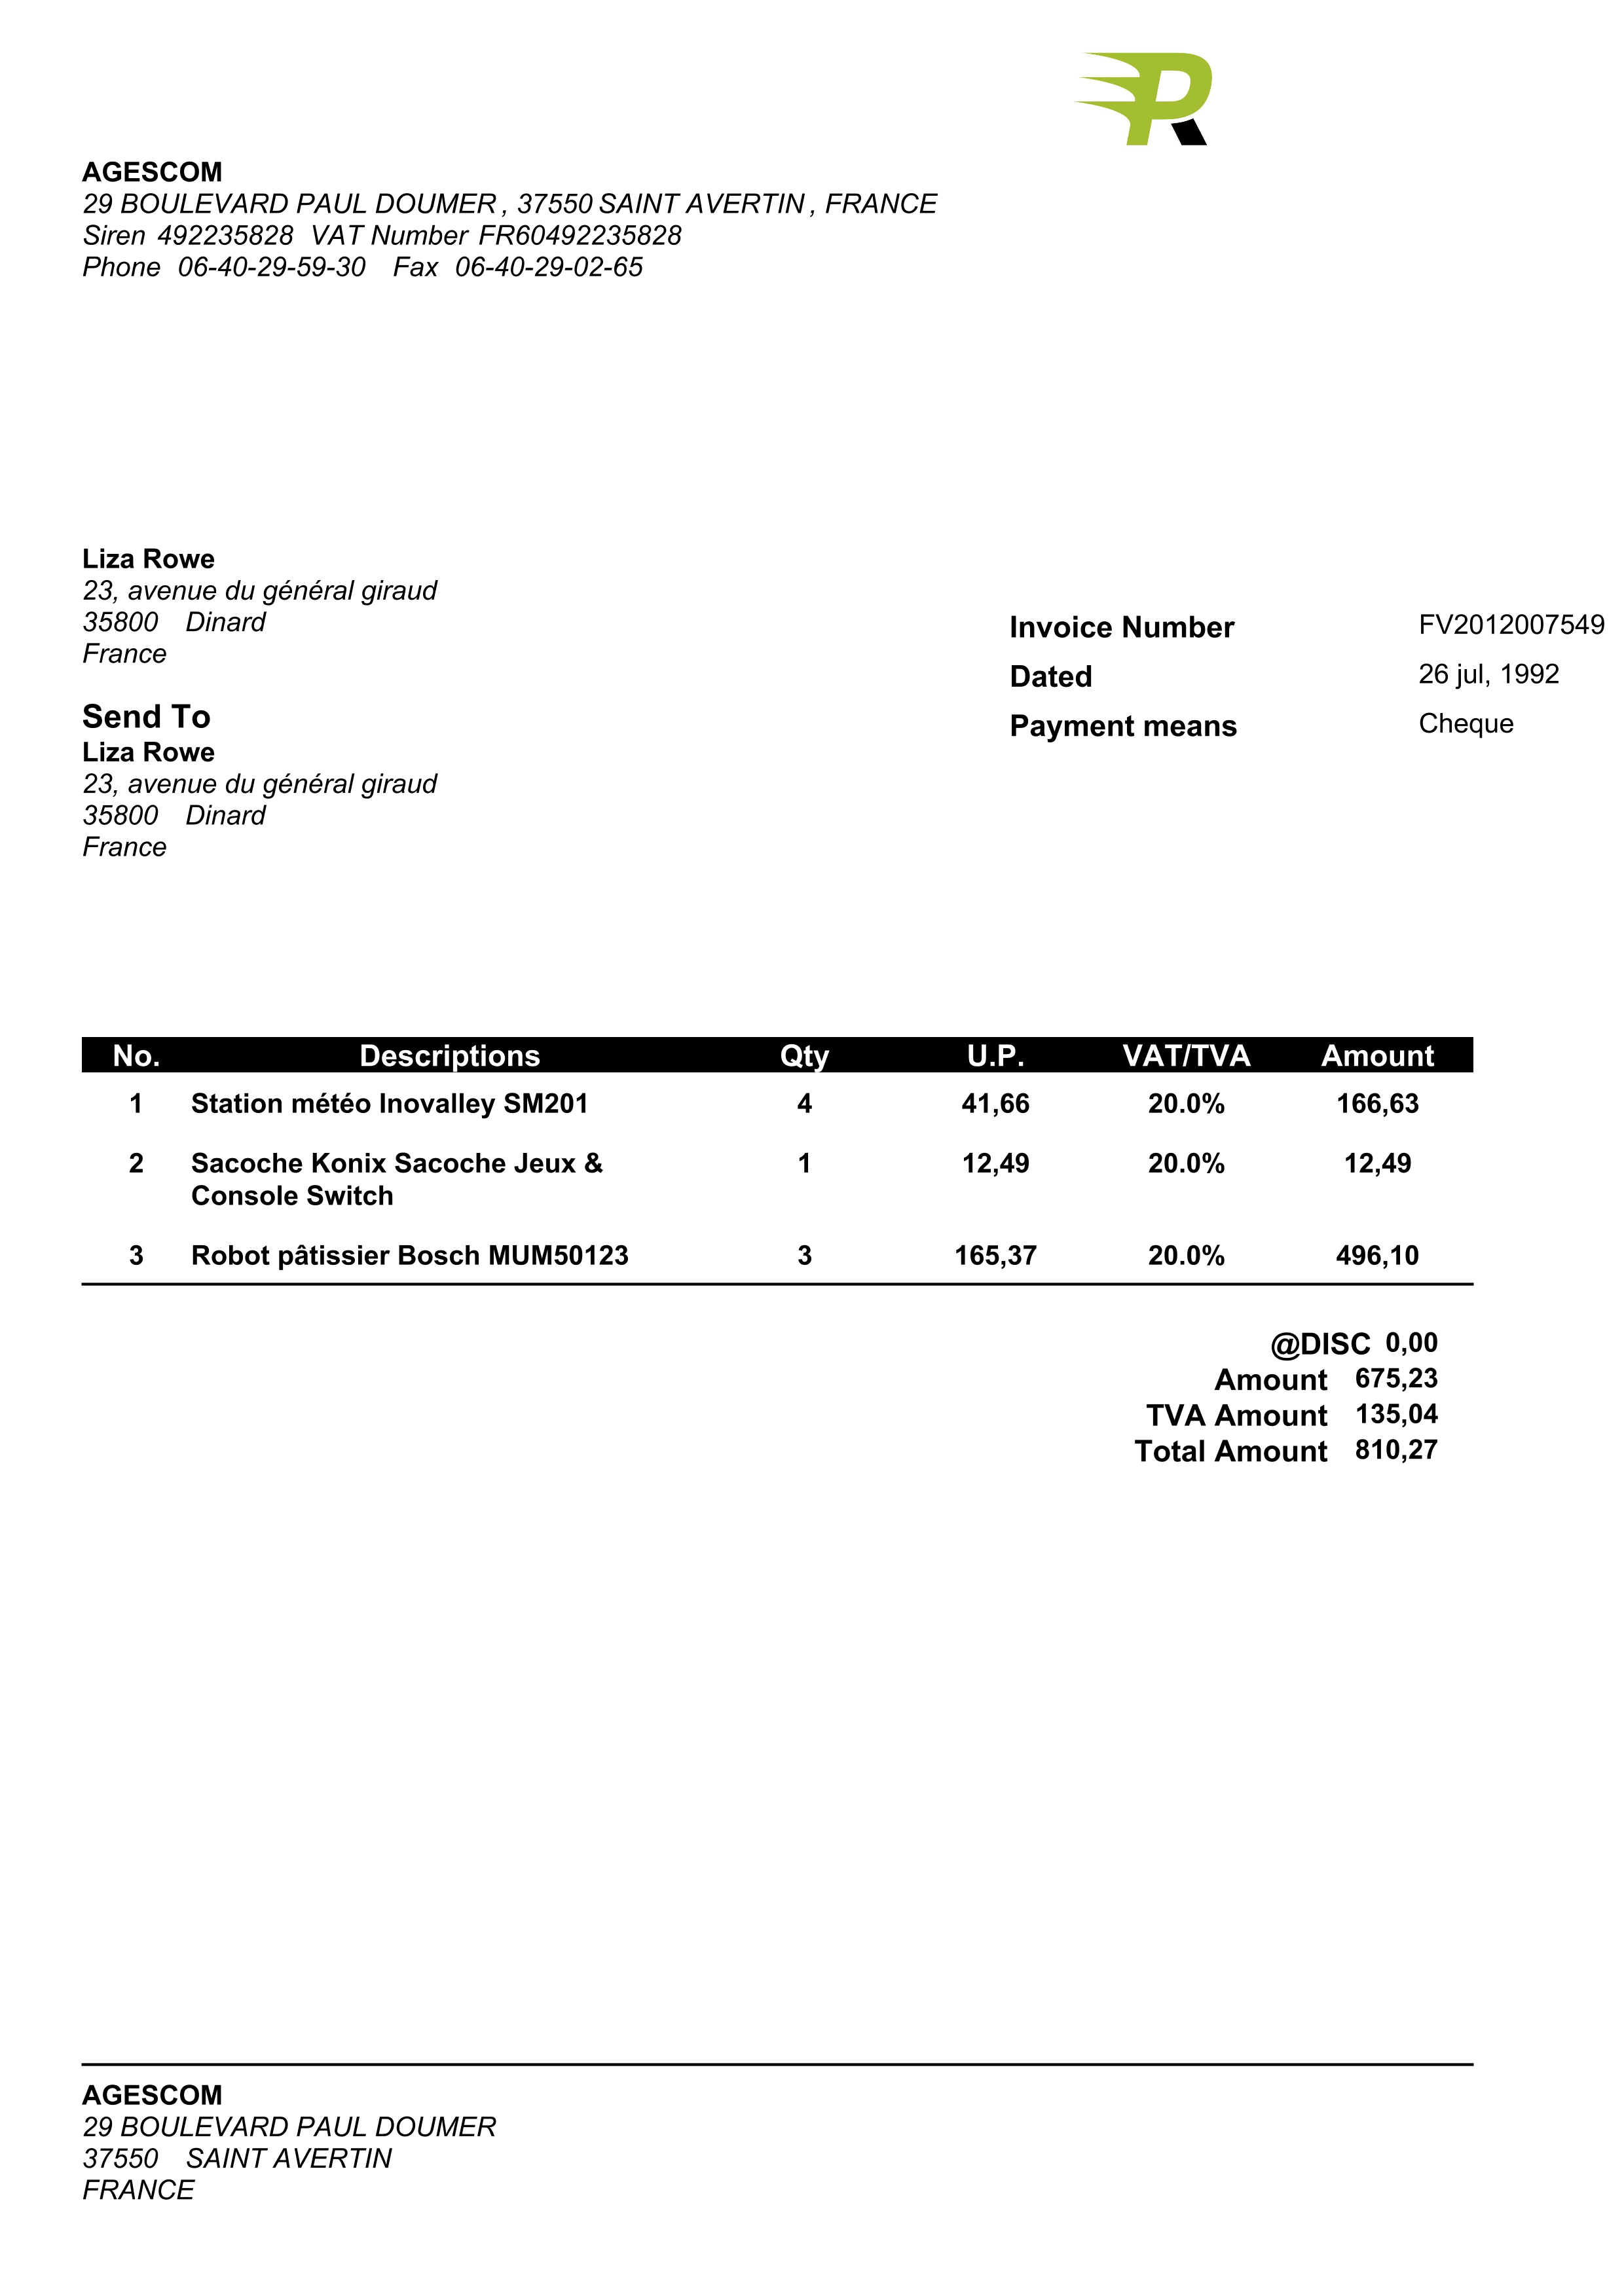 AGESCOM
29 BOULEVARD PAUL DOUMER , 37550 SAINT AVERTIN , FRANCE
Siren 492235828 VAT Number FR60492235828
Phone 06-40-29-59-30 Fax 06-40-29-02-65
Liza Rowe
23, avenue du général giraud
35800 Dinard
France
Invoice Number FV2012007549
Dated 26 jul, 1992
Payment means Cheque
Send To
Liza Rowe
23, avenue du général giraud
35800 Dinard
France
No. Descriptions Qty U.P. VAT/TVA Amount
1 Station météo Inovalley SM201 4 41,66 20.0% 166,63
2 Sacoche Konix Sacoche Jeux & 1 12,49 20.0% 12,49
Console Switch
3 Robot pâtissier Bosch MUM50123 3 165,37 20.0% 496,10
@DISC 0,00
Amount 675,23
TVA Amount 135,04
Total Amount 810,27
AGESCOM
29 BOULEVARD PAUL DOUMER
37550 SAINT AVERTIN
FRANCE